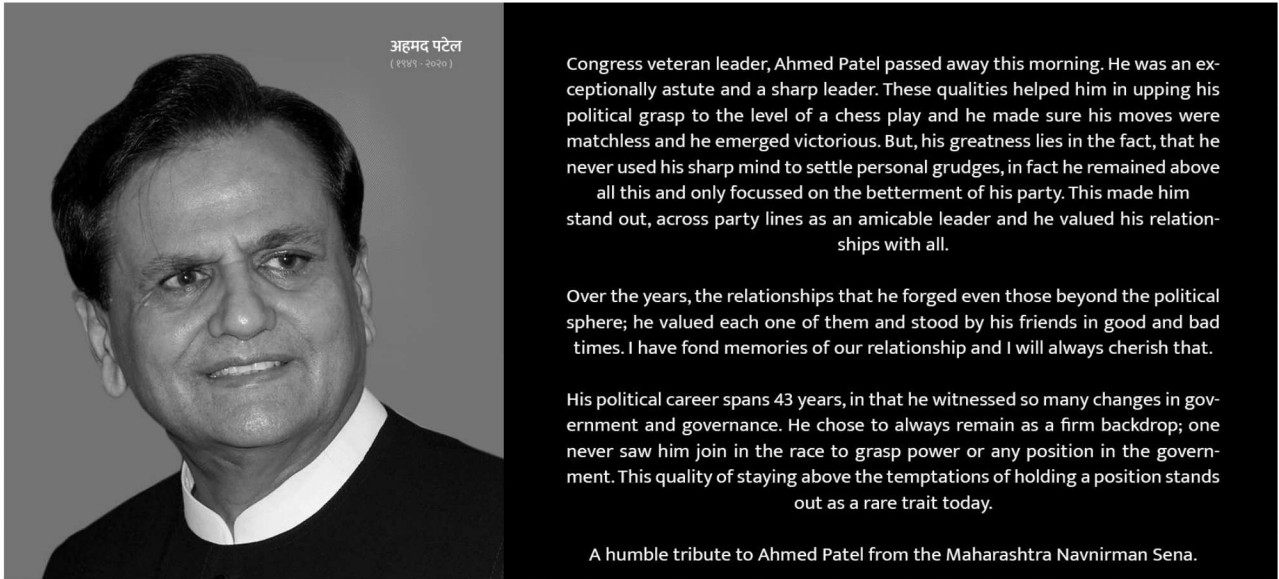 अहमद पटेल
( १९४९ - २०२० )
Congress veteran leader, Ahmed Patel passed away this morning. He was an ex-
ceptionally astute and a sharp leader. These qualities helped him in upping his
political grasp to the level of a chess play and he made sure his moves were
matchless and he emerged victorious. But, his greatness lies in the fact, that he
never used his sharp mind to settle personal grudges, in fact he remained above
all this and only focussed on the betterment of his party. This made him
stand out, across party lines as an amicable leader and he valued his relation-
ships with all.
Over the years, the relationships that he forged even those beyond the political
sphere; he valued each one of them and stood by his friends in good and bad
times. I have fond memories of our relationship and I will always cherish that.
His political career spans 43 years, in that he witnessed so many changes in gov-
ernment and governance. He chose to always remain as a firm backdrop; one
never saw him join in the race to grasp power or any position in the govern-
ment. This quality of staying above the temptations of holding a position stands
out as a rare trait today.
A humble tribute to Ahmed Patel from the Maharashtra Navnirman Sena.